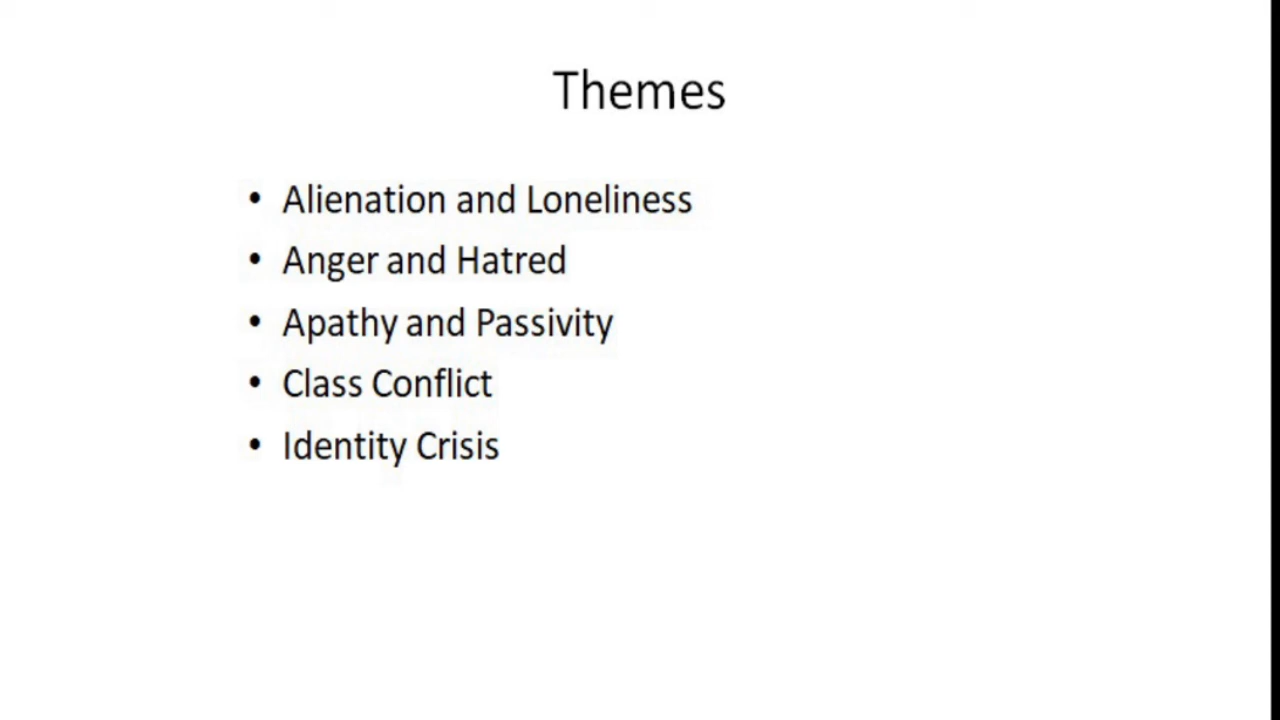 Themes
• Alienation and Loneliness
• Anger and Hatred
• Apathy and Passivity
• Class Conflict
• Identity Crisis